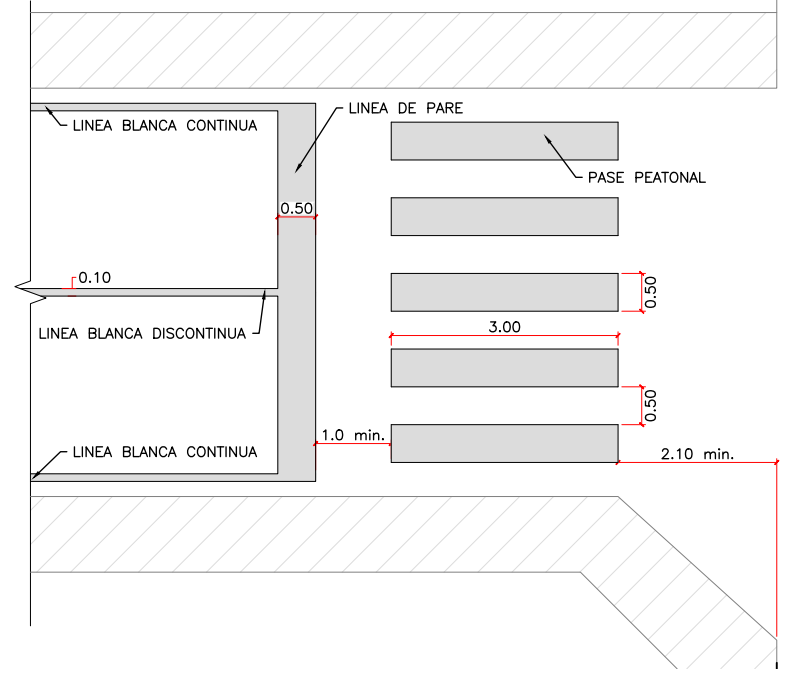 LINEA DE PARE
LINEA BLANCA CONTINUA
PASE PEATONAL
0.50
0.10
0.50
LINEA BLANCA DISCONTINUA
3.00
0.50
1.0 min.
LINEA BLANCA CONTINUA
2.10 min.